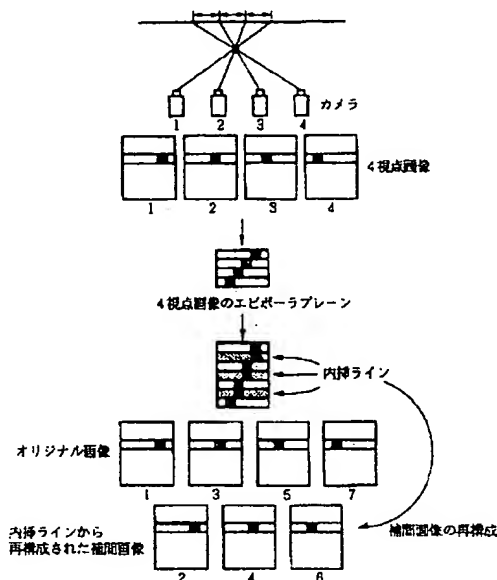 カメラ
1 2 3 4
4視点画像
1 2 3 4
4視点画像のエピポーラプレーン
内挿ライン
オリジナル画像
1 3 5 7
内挿ラインから
再構成された補間画像
補間画像の再構成
2 4 6